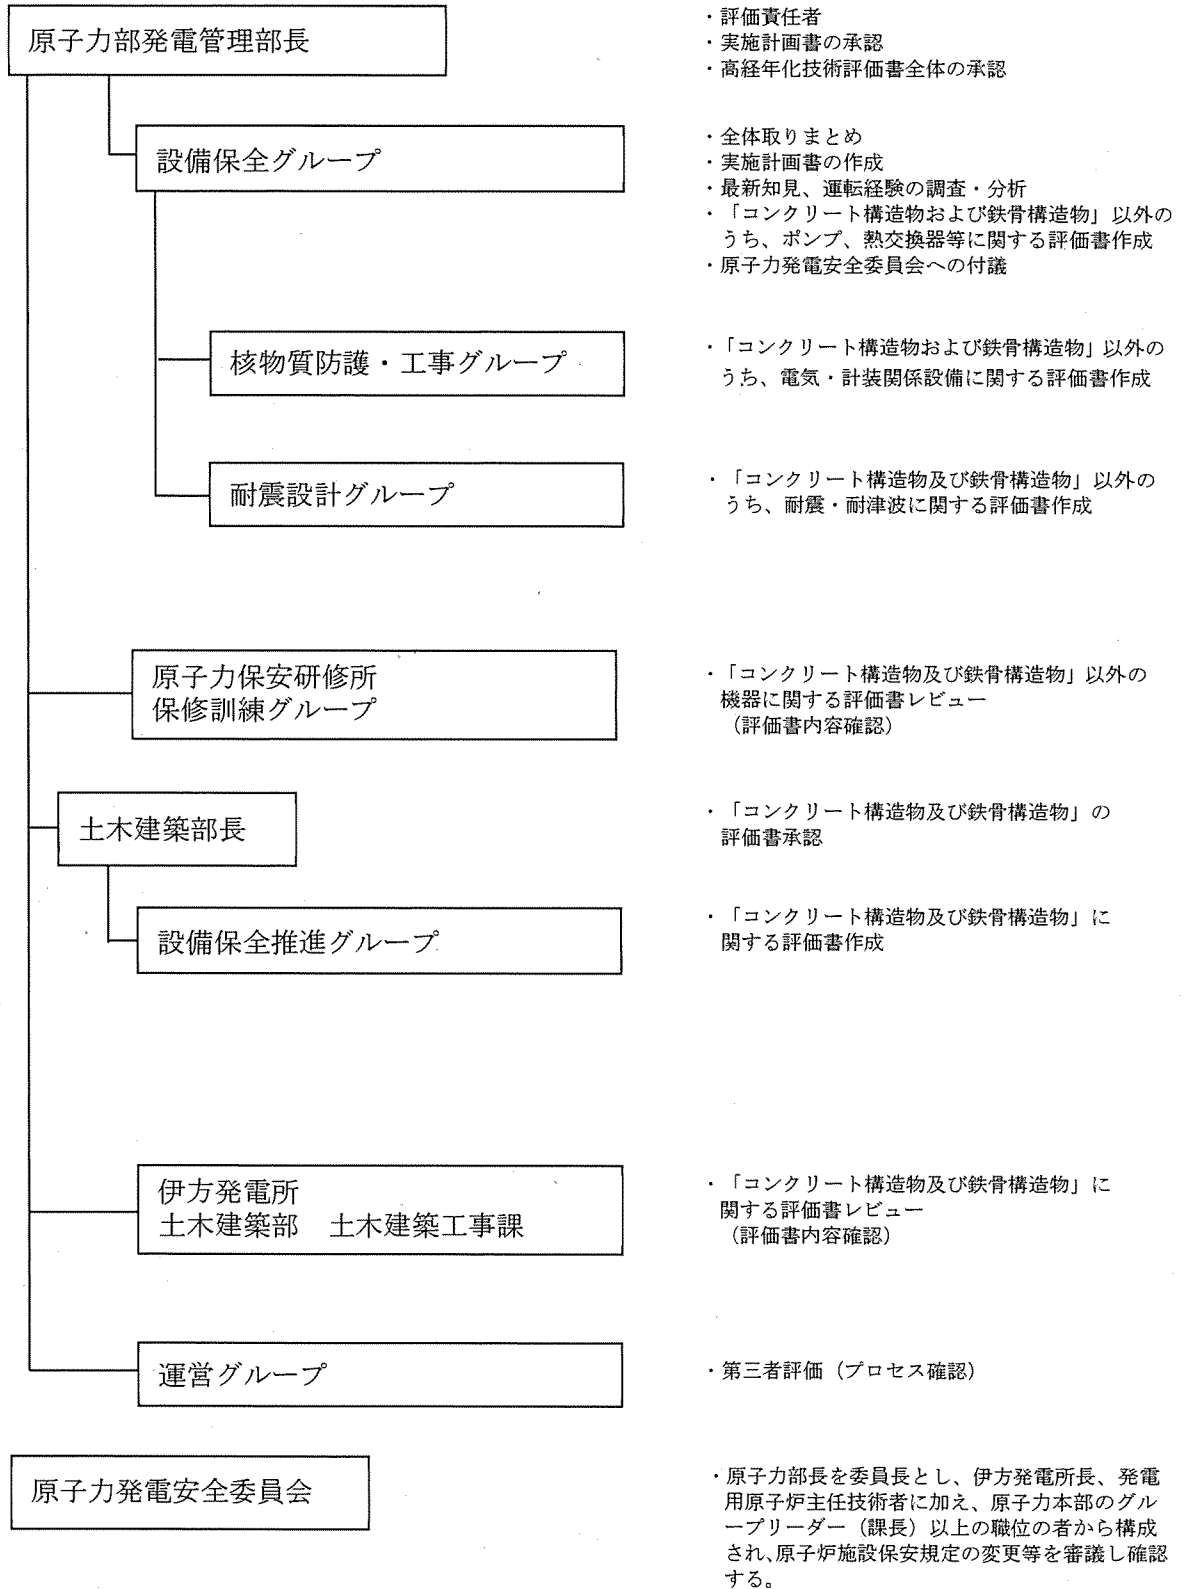 原子力部発電管理部長
・評価責任者
・実施計画書の承認
・高経年化技術評価書全体の承認
設備保全グループ
・全体取りまとめ
・実施計画書の作成
・最新知見、運転経験の調査・分析
・「コンクリート構造物および鉄骨構造物」以外の
うち、ポンプ、熱交換器等に関する評価書作成
・原子力発電安全委員会への付議
核物質防護・工事グループ
・「コンクリート構造物および鉄骨構造物」以外の
うち、電気・計装関係設備に関する評価書作成
耐震設計グループ
・「コンクリート構造物及び鉄骨構造物」以外の
うち、耐震・耐津波に関する評価書作成
原子力保安研修所
保修訓練グループ
・「コンクリート構造物及び鉄骨構造物」以外の
機器に関する評価書レビュー
（評価書内容確認）
土木建築部長
・「コンクリート構造物及び鉄骨構造物」の
評価書承認
設備保全推進グループ
・「コンクリート構造物及び鉄骨構造物」に
関する評価書作成
伊方発電所
土木建築部　土木建築工事課
・「コンクリート構造物及び鉄骨構造物」に
関する評価書レビュー
（評価書内容確認）
運営グループ
・第三者評価（プロセス確認）
原子力発電安全委員会
・原子力部長を委員長とし、伊方発電所長、発電
用原子炉主任技術者に加え、原子力本部のグル
ープリーダー（課長）以上の職位の者から構成
され、原子炉施設保安規定の変更等を審議し確認
する。